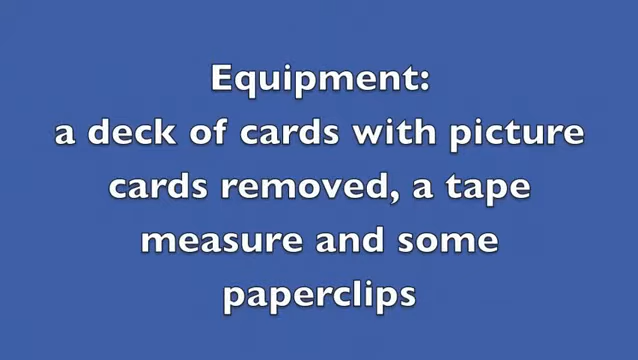 Equipment:
a deck of cards with picture
cards removed, a tape
measure and some
paperclips